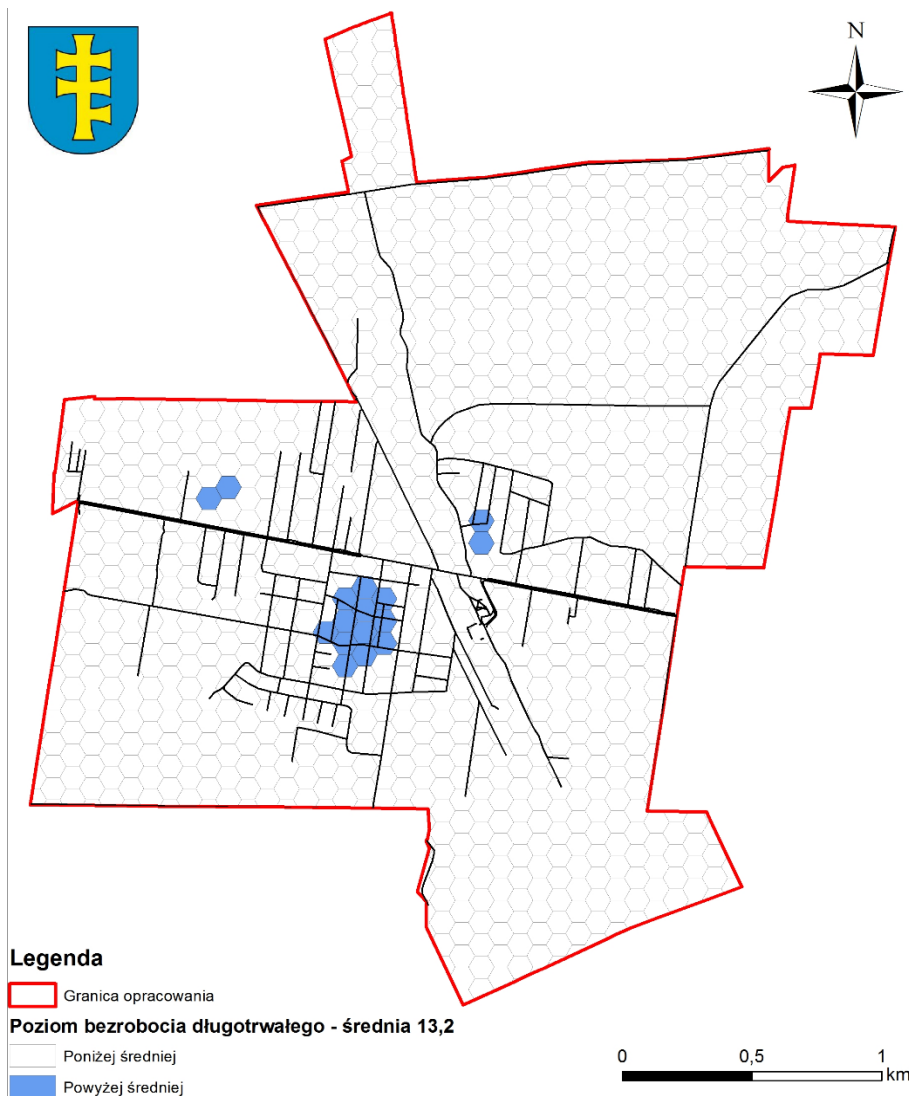 N
Legenda
Granica opracowania
Poziom bezrobocia długotrwałego - średnia 13,2
Poniżej średniej
Powyżej średniej
0 0,5 1
km